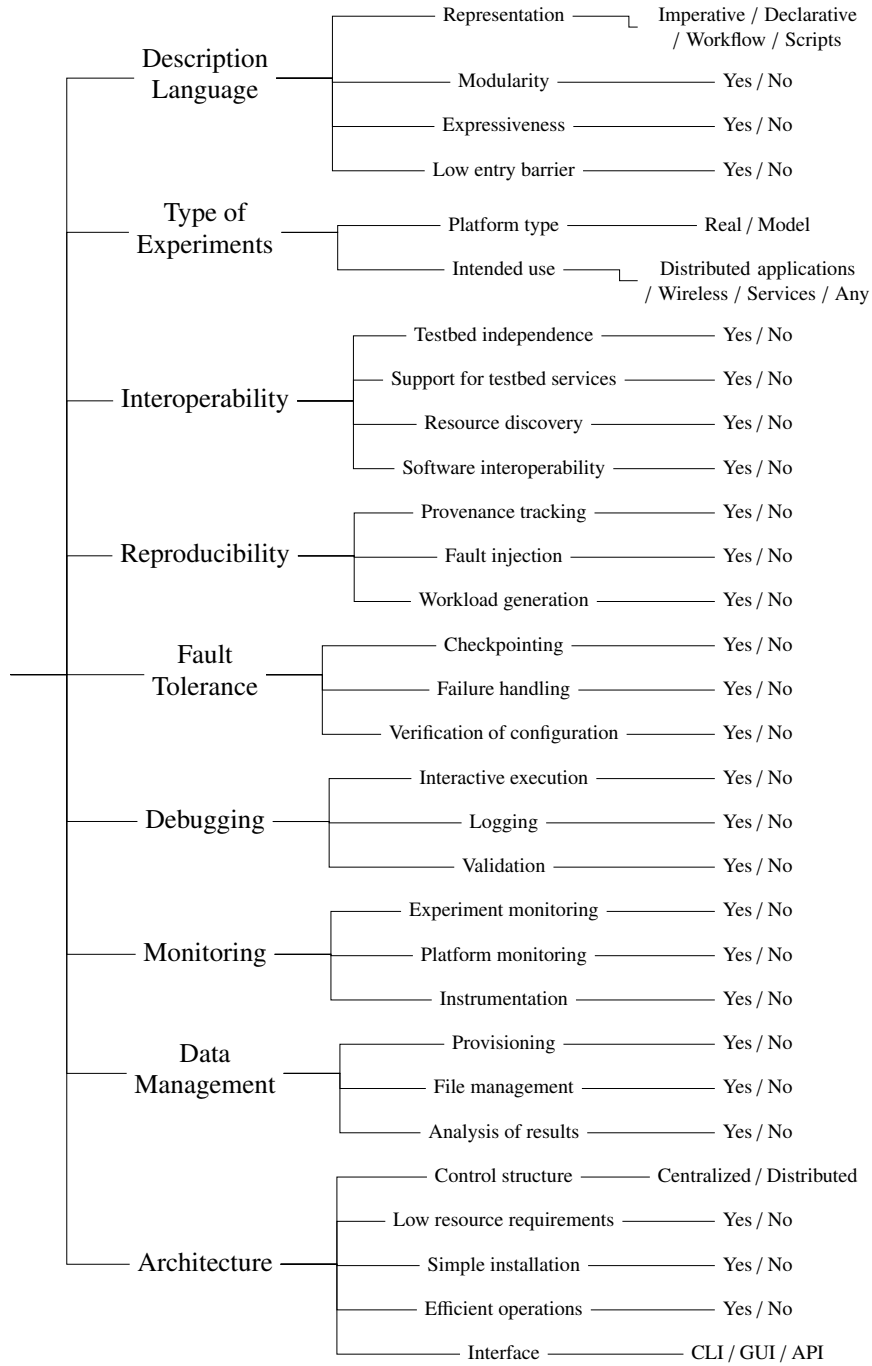 Representation
Imperative / Declarative
/ Workflow / Scripts
Description
Language
Modularity
Yes / No
Expressiveness
Yes / No
Low entry barrier
Yes / No
Type of
Experiments
Platform type
Real / Model
Intended use
Distributed applications
/ Wireless / Services / Any
Interoperability
Testbed independence
Yes / No
Support for testbed services
Yes / No
Resource discovery
Yes / No
Software interoperability
Yes / No
Reproducibility
Provenance tracking
Yes / No
Fault injection
Yes / No
Workload generation
Yes / No
Fault
Tolerance
Checkpointing
Yes / No
Failure handling
Yes / No
Verification of configuration
Yes / No
Debugging
Interactive execution
Yes / No
Logging
Yes / No
Validation
Yes / No
Monitoring
Experiment monitoring
Yes / No
Platform monitoring
Yes / No
Instrumentation
Yes / No
Data
Management
Provisioning
Yes / No
File management
Yes / No
Analysis of results
Yes / No
Architecture
Control structure
Centralized / Distributed
Low resource requirements
Yes / No
Simple installation
Yes / No
Efficient operations
Yes / No
Interface
CLI / GUI / API